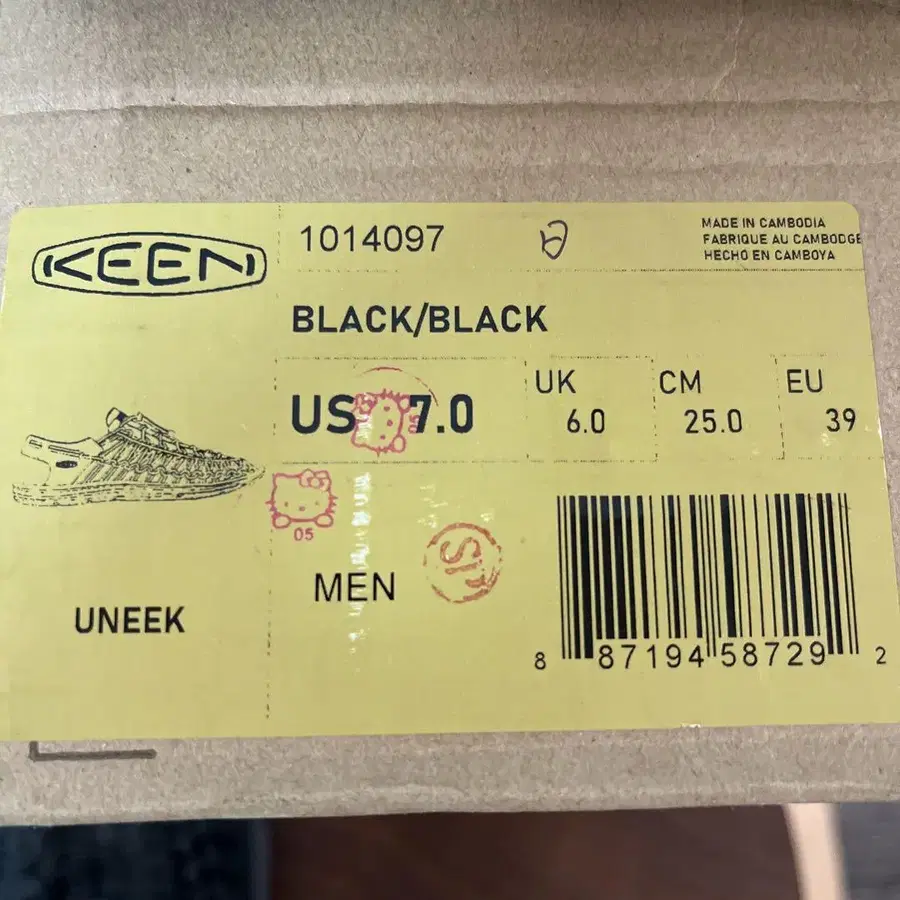 KEEN
1014097
MADE IN CAMBODIA
FABRIQUE AU CAMBODGE
HECHO EN CAMBOYA
BLACK/BLACK
US 7.0
UK
6.0
CM
25.0
EU
39
05
05
MEN
UNEEK
8 87194 58729 2